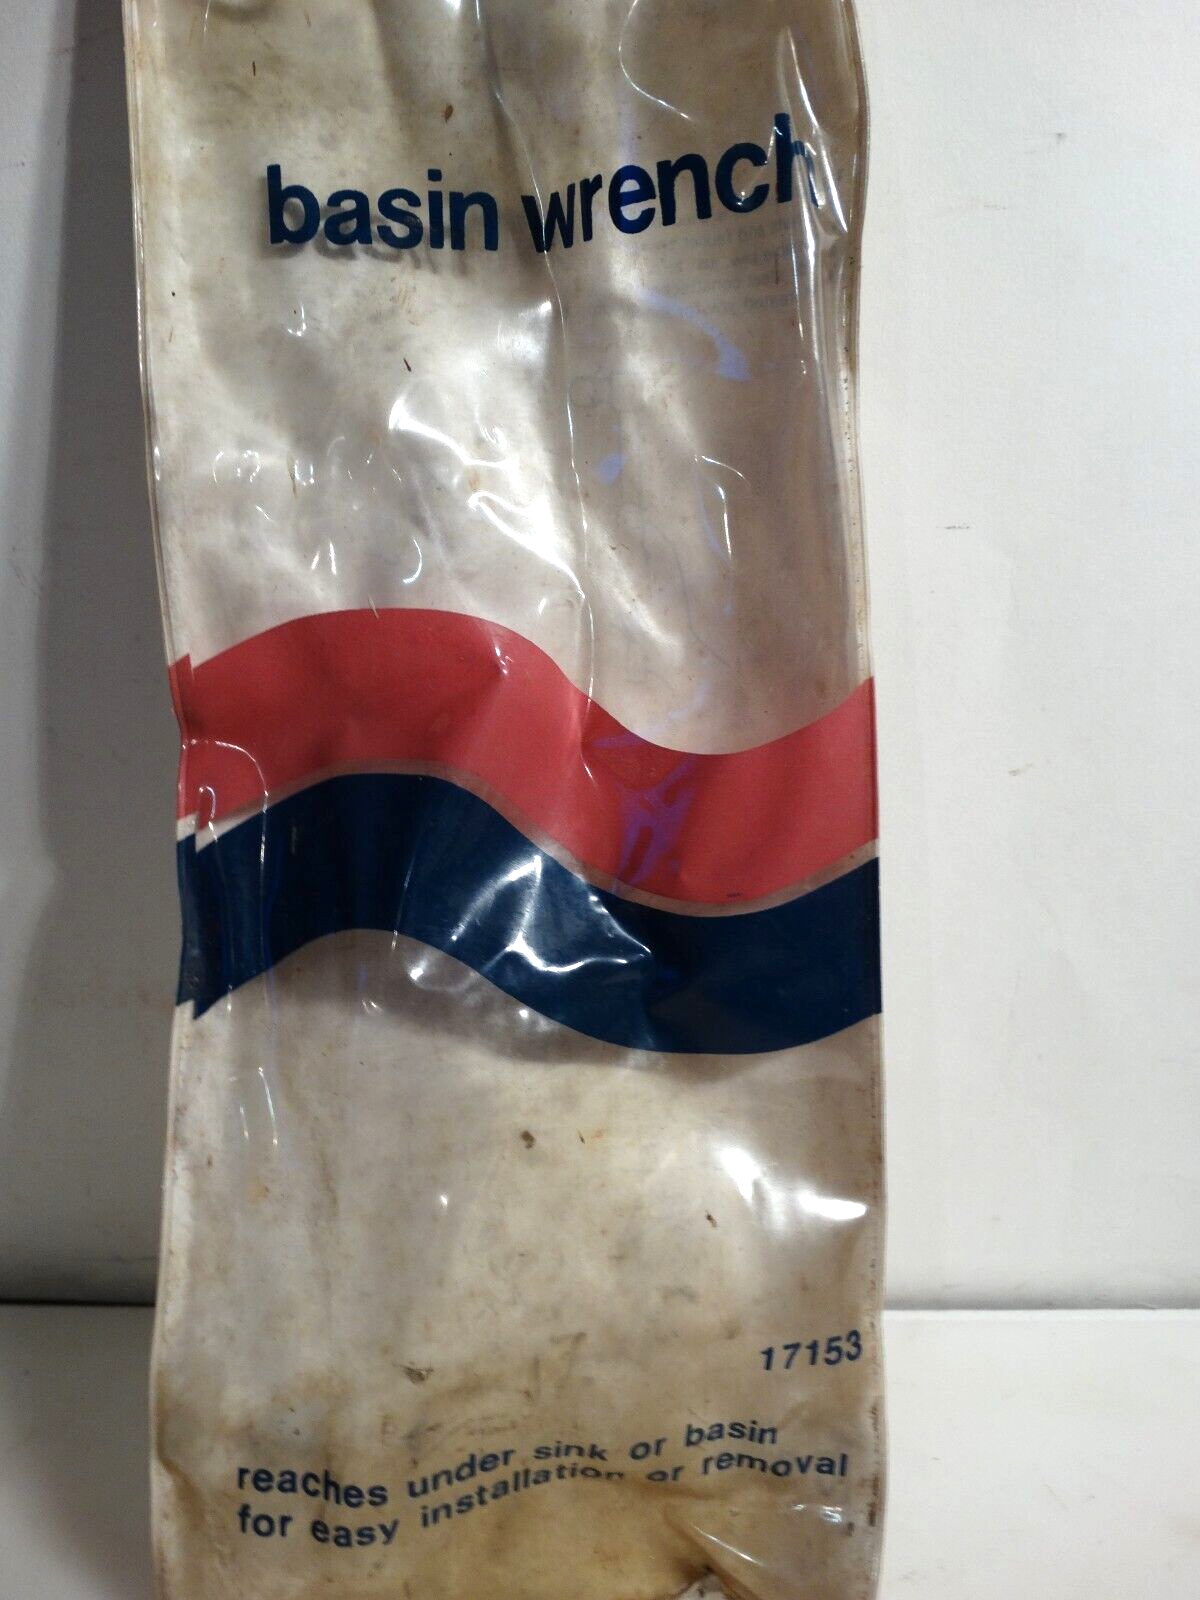 basin wrench
17153
reaches under sink or basin
for easy installation or removal